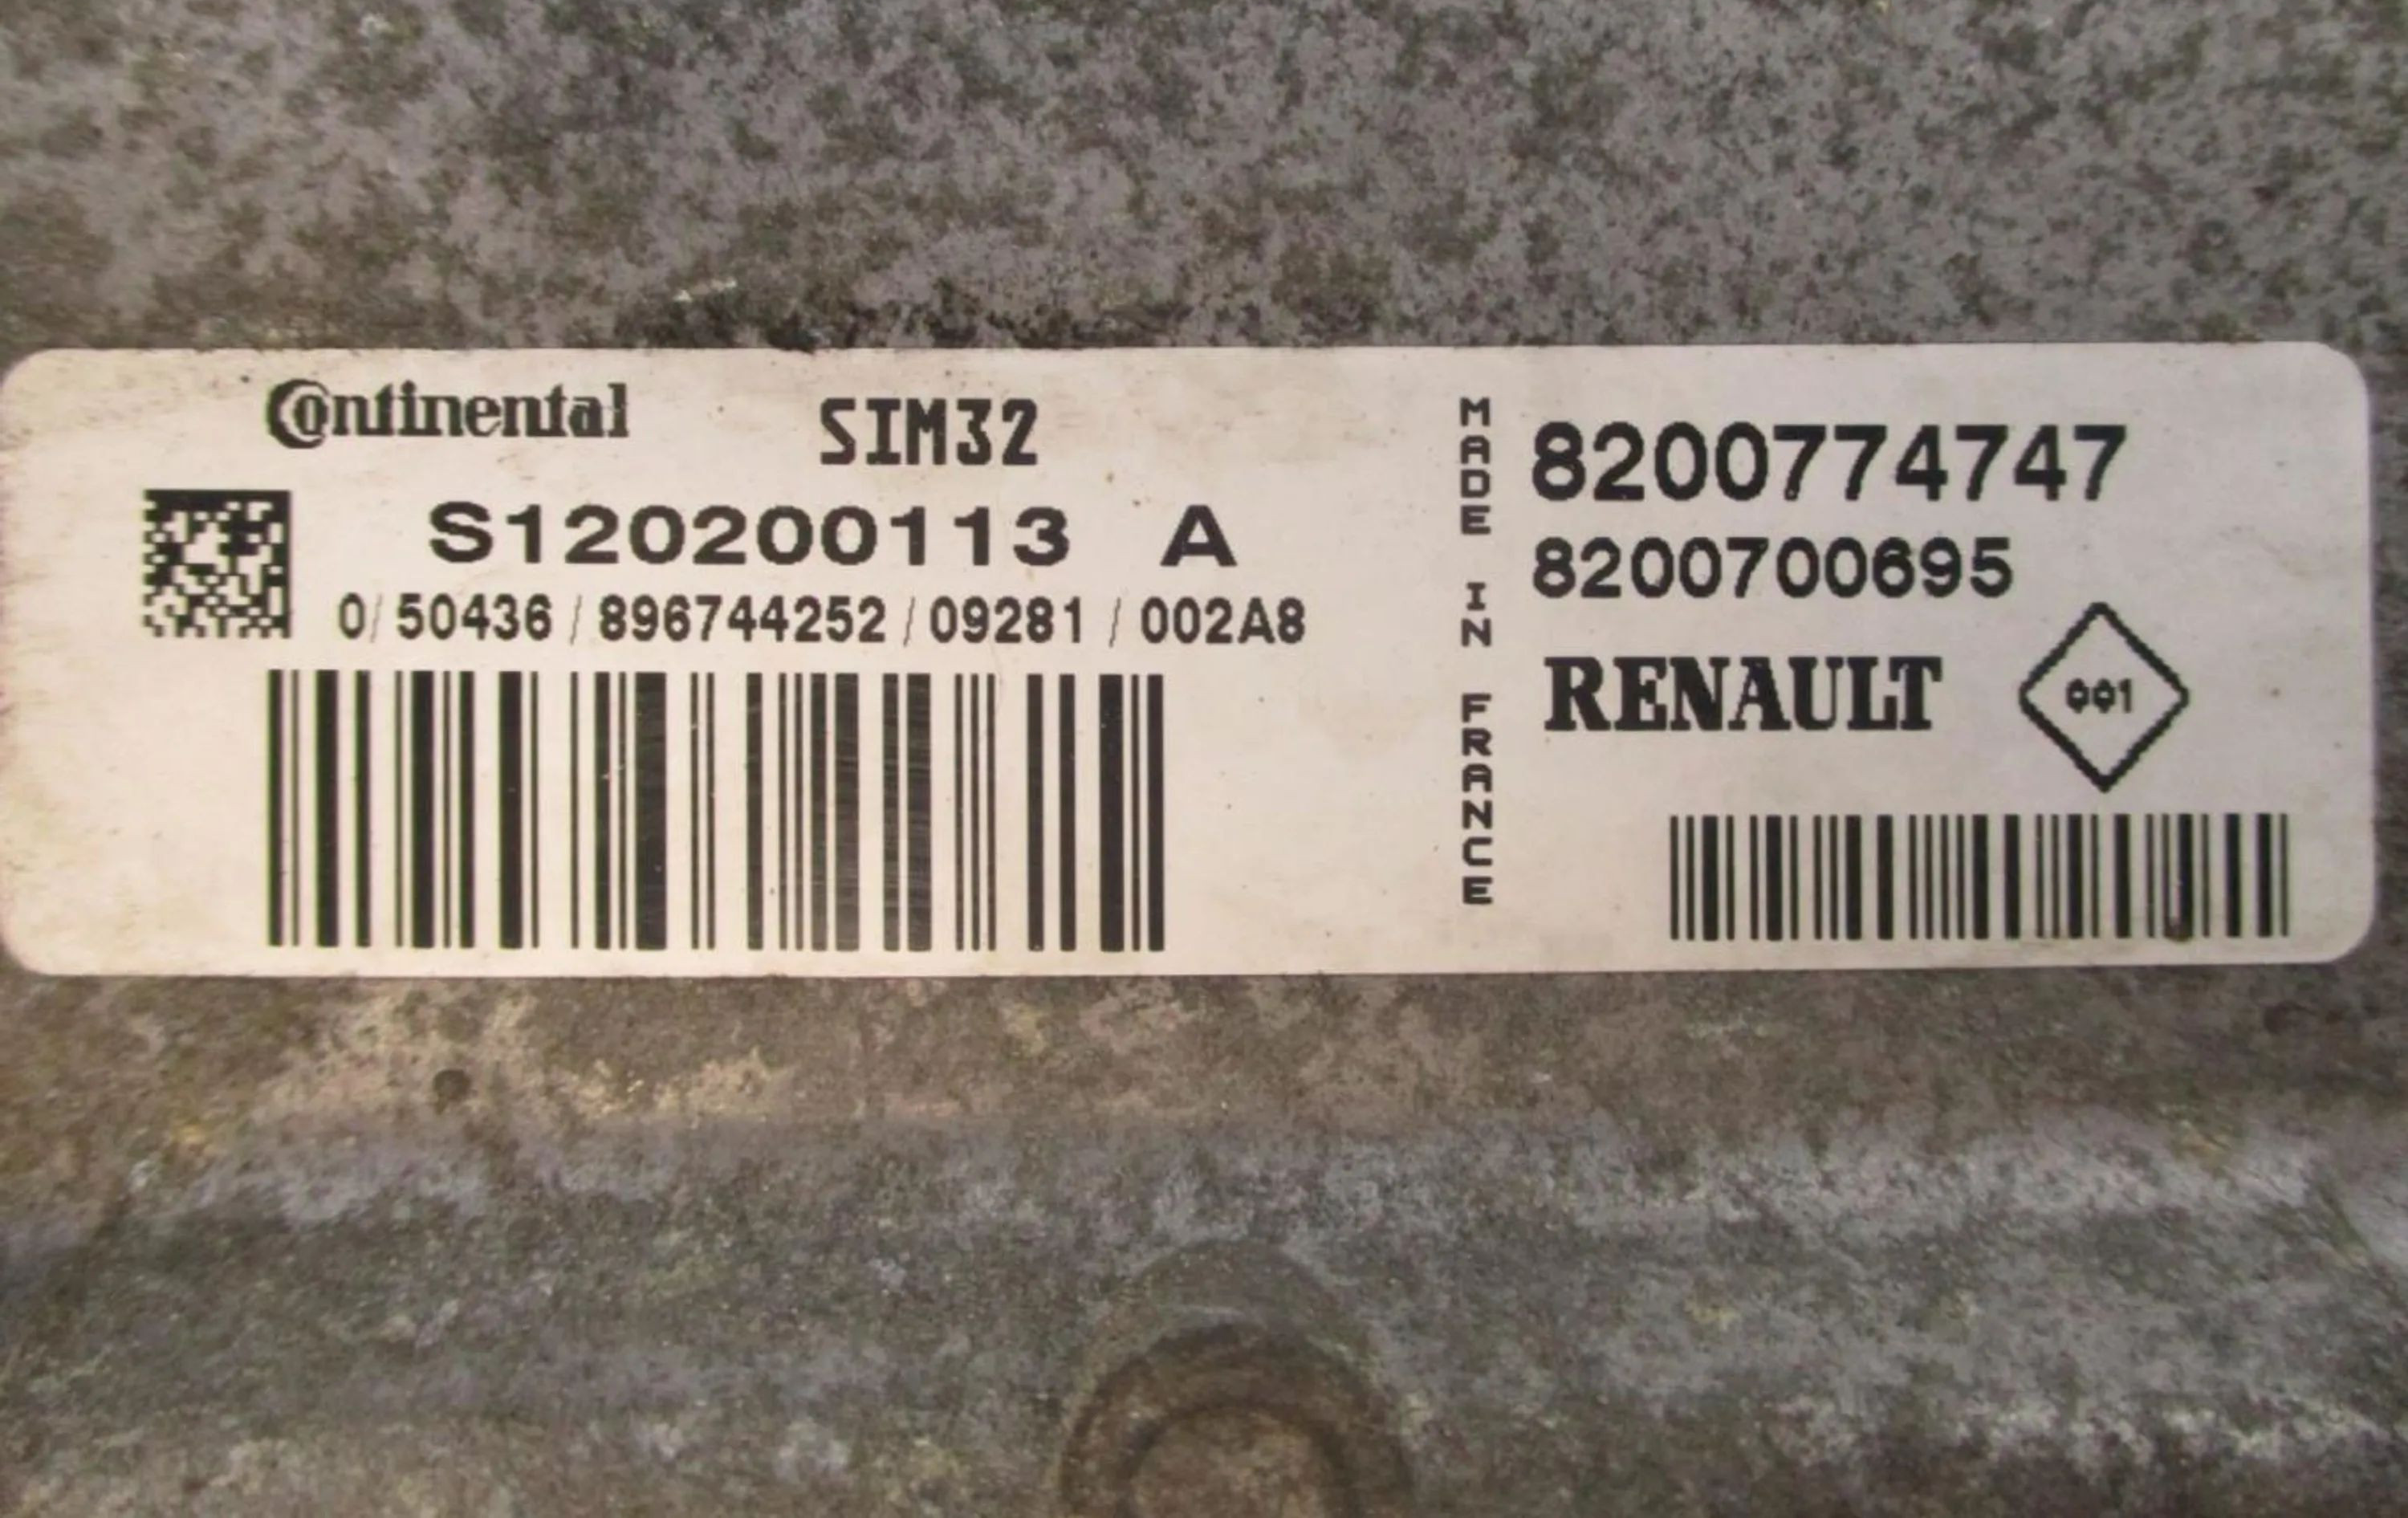 Continental SIM32
S120200113 A
0/50436/896744252/09281/002A8
MADE IN FRANCE
8200774747
8200700695
RENAULT 001